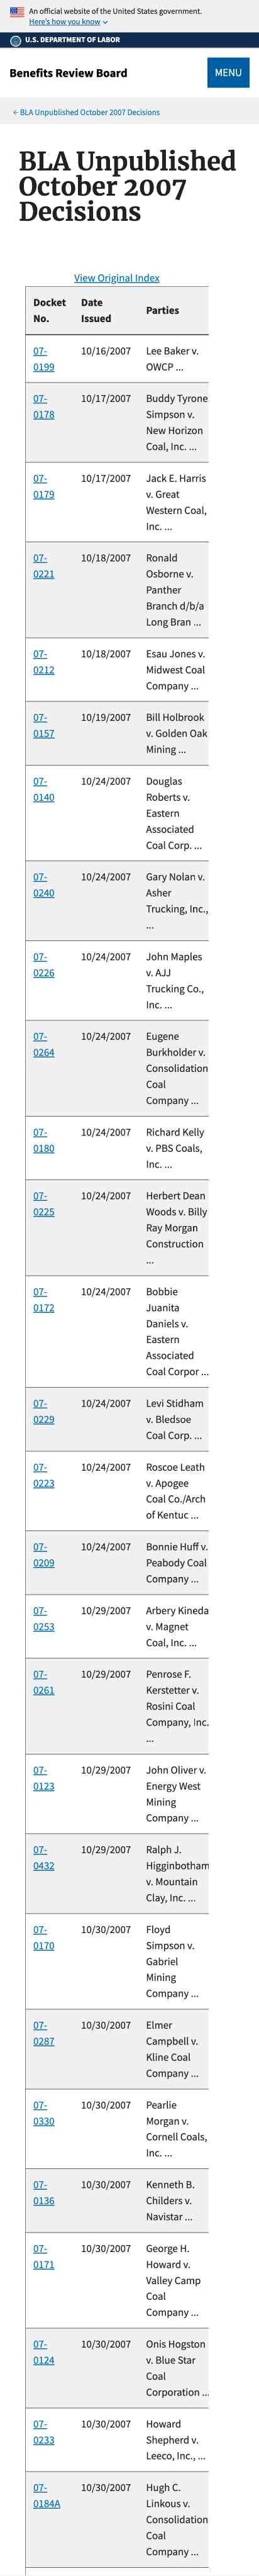 An official website of the United States government.
Here's how you know
U.S. DEPARTMENT OF LABOR
Benefits Review Board
MENU
← BLA Unpublished October 2007 Decisions
BLA Unpublished
October 2007
Decisions
View Original Index
Docket Date
No. Issued Parties
07- 10/16/2007 Lee Baker v.
0199 OWCP ...
07- 10/17/2007 Buddy Tyrone
0178 Simpson v.
New Horizon
Coal, Inc. ...
07- 10/17/2007 Jack E. Harris
0179 v. Great
Western Coal,
Inc. ...
07- 10/18/2007 Ronald
0221 Osborne v.
Panther
Branch d/b/a
Long Bran ...
07- 10/18/2007 Esau Jones v.
0212 Midwest Coal
Company ...
07- 10/19/2007 Bill Holbrook
0157 v. Golden Oak
Mining ...
07- 10/24/2007 Douglas
0140 Roberts v.
Eastern
Associated
Coal Corp. ...
07- 10/24/2007 Gary Nolan v.
0240 Asher
Trucking, Inc.,
...
07- 10/24/2007 John Maples
0226 v. AJJ
Trucking Co.,
Inc. ...
07- 10/24/2007 Eugene
0264 Burkholder v.
Consolidation
Coal
Company ...
07- 10/24/2007 Richard Kelly
0180 v. PBS Coals,
Inc. ...
07- 10/24/2007 Herbert Dean
0225 Woods v. Billy
Ray Morgan
Construction
...
07- 10/24/2007 Bobbie
0172 Juanita
Daniels v.
Eastern
Associated
Coal Corpor ...
07- 10/24/2007 Levi Stidham
0229 v. Bledsoe
Coal Corp. ...
07- 10/24/2007 Roscoe Leath
0223 v. Apogee
Coal Co./Arch
of Kentuc ...
07- 10/24/2007 Bonnie Huff v.
0209 Peabody Coal
Company ...
07- 10/29/2007 Arbery Kineda
0253 v. Magnet
Coal, Inc. ...
07- 10/29/2007 Penrose F.
0261 Kerstetter v.
Rosini Coal
Company, Inc.
...
07- 10/29/2007 John Oliver v.
0123 Energy West
Mining
Company ...
07- 10/29/2007 Ralph J.
0432 Higginbotham
v. Mountain
Clay, Inc. ...
07- 10/30/2007 Floyd
0170 Simpson v.
Gabriel
Mining
Company ...
07- 10/30/2007 Elmer
0287 Campbell v.
Kline Coal
Company ...
07- 10/30/2007 Pearlie
0330 Morgan v.
Cornell Coals,
Inc. ...
07- 10/30/2007 Kenneth B.
0136 Childers v.
Navistar ...
07- 10/30/2007 George H.
0171 Howard v.
Valley Camp
Coal
Company ...
07- 10/30/2007 Onis Hogston
0124 v. Blue Star
Coal
Corporation ...
07- 10/30/2007 Howard
0233 Shepherd v.
Leeco, Inc., ...
07- 10/30/2007 Hugh C.
0184A Linkous v.
Consolidation
Coal
Company ...